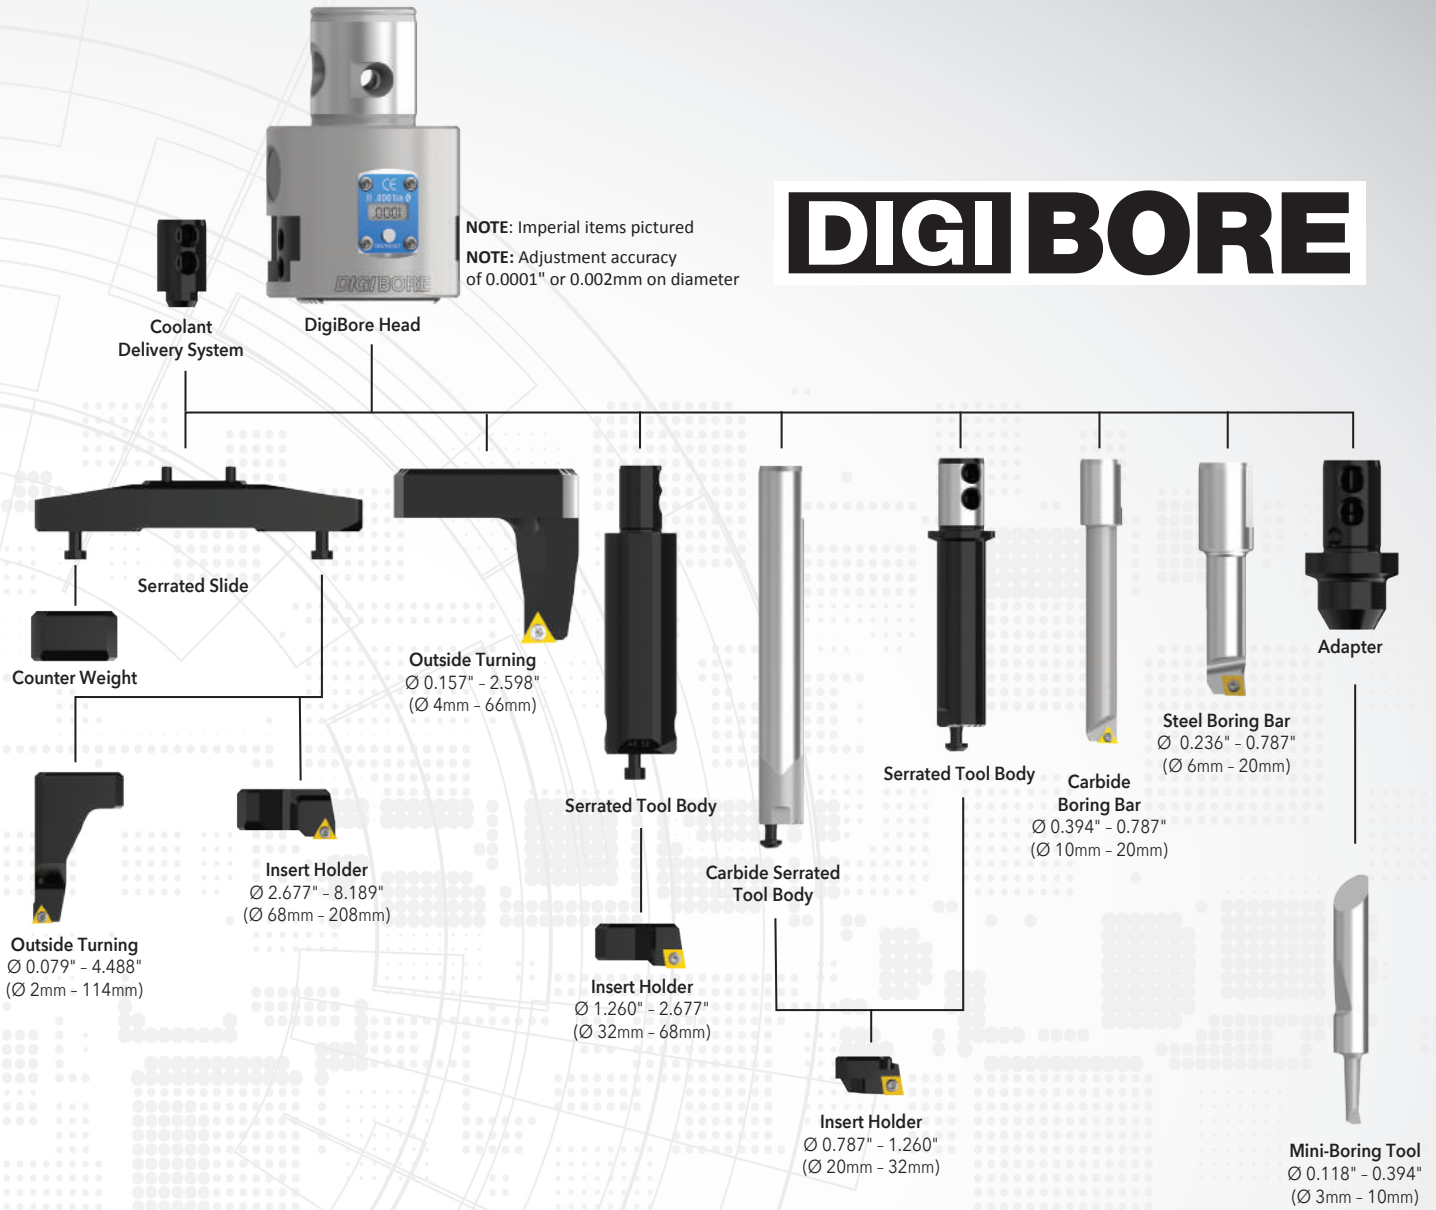 CE
.0001in Ø
.0001
DIGIBORE
NOTE: Imperial items pictured
NOTE: Adjustment accuracy
of 0.0001" or 0.002mm on diameter
DIGIBORE
Coolant
Delivery System
DigiBore Head
Serrated Slide
Counter Weight
Outside Turning
Ø 0.157" - 2.598"
(Ø 4mm - 66mm)
Adapter
Steel Boring Bar
Ø 0.236" - 0.787"
(Ø 6mm - 20mm)
Serrated Tool Body
Carbide
Boring Bar
Ø 0.394" - 0.787"
(Ø 10mm - 20mm)
Serrated Tool Body
Insert Holder
Ø 2.677" - 8.189"
(Ø 68mm - 208mm)
Carbide Serrated
Tool Body
Outside Turning
Ø 0.079" - 4.488"
(Ø 2mm - 114mm)
Insert Holder
Ø 1.260" - 2.677"
(Ø 32mm - 68mm)
Insert Holder
Ø 0.787" - 1.260"
(Ø 20mm - 32mm)
Mini-Boring Tool
Ø 0.118" - 0.394"
(Ø 3mm - 10mm)